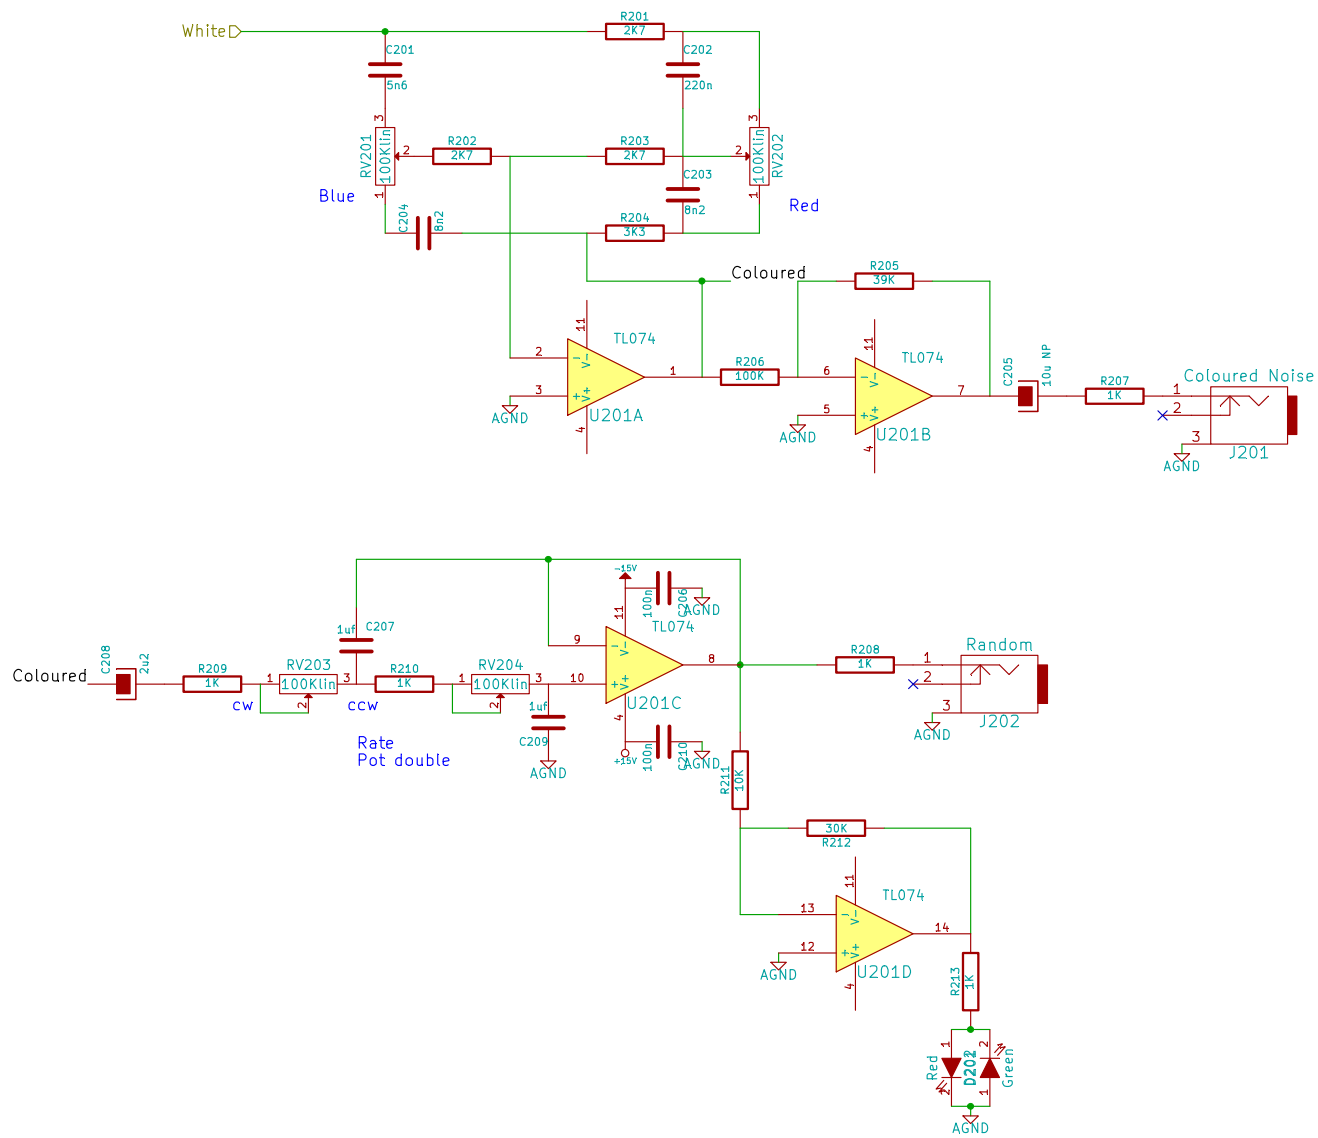 White
R201
2K7
C201
5n6
C202
220n
3
RV201
100Klin
2
1
R202
2K7
R203
2K7
3
100Klin
RV202
2
1
Blue
Red
C203
8n2
C204
8n2
R204
3K3
Coloured
R205
39K
11
TL074
2
V-
1
3
V+
AGND
U201A
4
R206
100K
11
TL074
6
V-
7
5
V+
AGND
U201B
4
C205
10u NP
R207
1K
Coloured Noise
1
2
3
AGND
J201
-15V
100n
C206
AGND
11
TL074
1uf
C207
9
V-
8
10
V+
U201C
4
Coloured
C208
2u2
R209
1K
RV203
1
100Klin
3
2
cw
ccw
R210
1K
RV204
1
100Klin
3
2
1uf
C209
AGND
Rate
Pot double
+15V
100n
C210
AGND
R208
1K
Random
1
2
3
AGND
J202
R211
10K
30K
R212
11
TL074
13
V-
14
12
V+
AGND
U201D
4
R213
1K
Red
1
2
2
1
Green
AGND